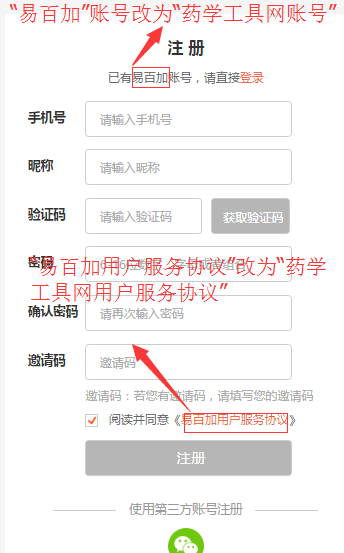 “易百加”账号改为“药学工具网账号”
注 册
已有易百加账号，请直接登录
手机号 请输入手机号
昵称 请输入昵称
验证码 请输入验证码 获取验证码
密码
“易百加用户服务协议”改为“药学
工具网用户服务协议”
确认密码 请再次输入密码
邀请码 邀请码
邀请码：若您有邀请码，请填写您的邀请码
阅读并同意《易百加用户服务协议》
注册
使用第三方账号注册